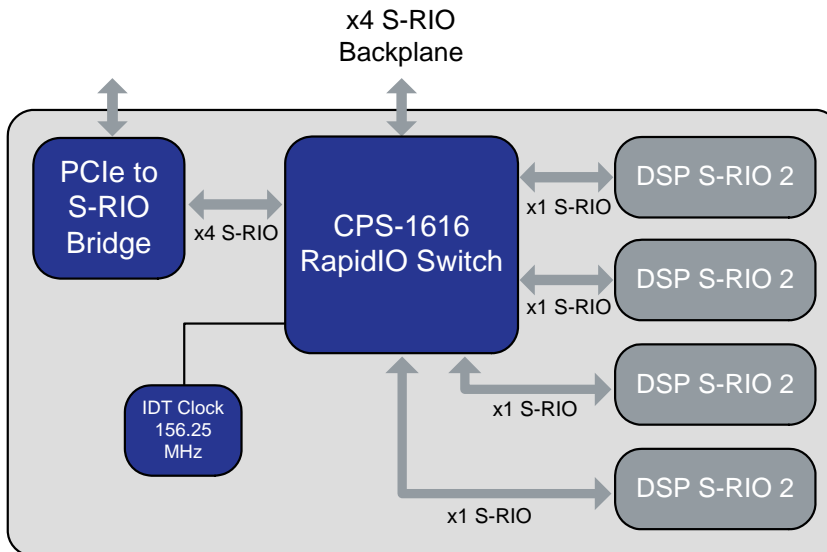 x4 S-RIO
Backplane
PCIe to
S-RIO
Bridge
x4 S-RIO
CPS-1616
RapidIO Switch
x1 S-RIO
DSP S-RIO 2
x1 S-RIO
DSP S-RIO 2
x1 S-RIO
DSP S-RIO 2
x1 S-RIO
DSP S-RIO 2
IDT Clock
156.25
MHz